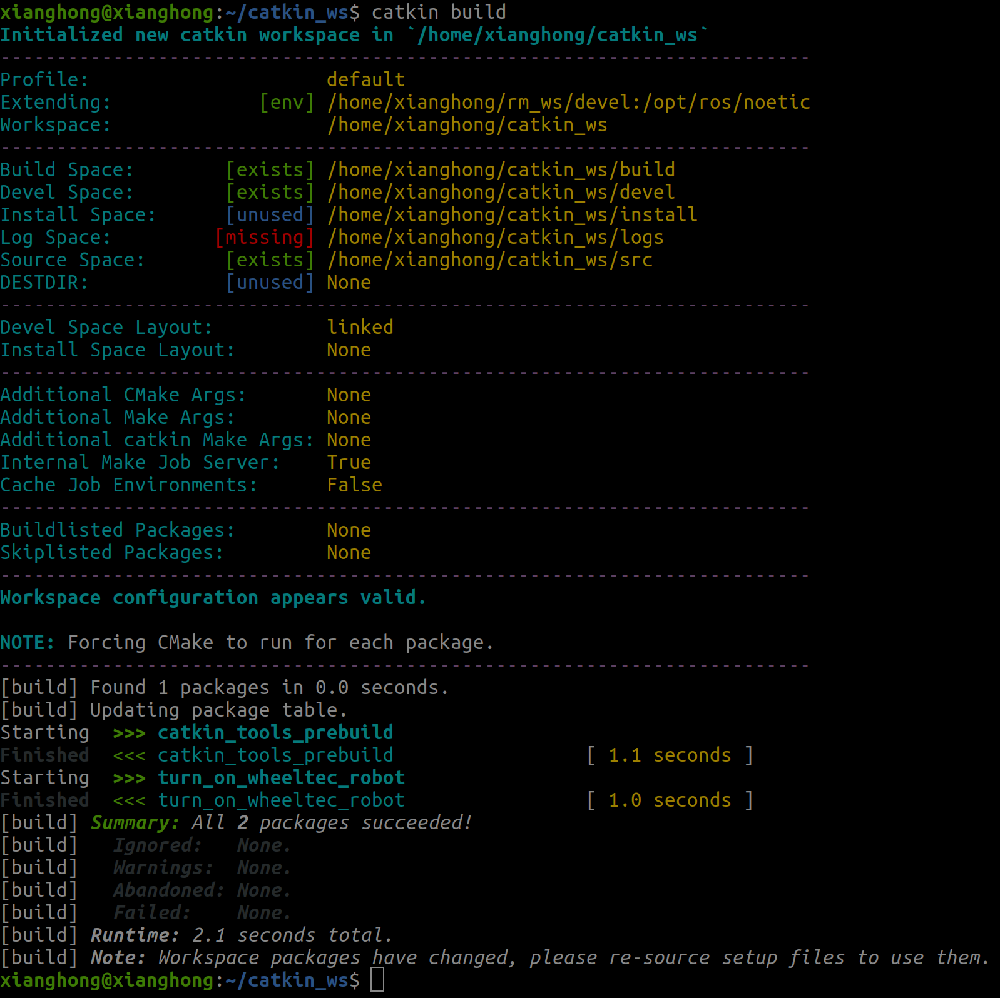 xianghong@xianghong:~/catkin_ws$ catkin build
Initialized new catkin workspace in `/home/xianghong/catkin_ws`
------------------------------------------------------------------------
Profile:                     default
Extending:             [env] /home/xianghong/rm_ws/devel:/opt/ros/noetic
Workspace:                   /home/xianghong/catkin_ws
------------------------------------------------------------------------
Build Space:        [exists] /home/xianghong/catkin_ws/build
Devel Space:        [exists] /home/xianghong/catkin_ws/devel
Install Space:      [unused] /home/xianghong/catkin_ws/install
Log Space:         [missing] /home/xianghong/catkin_ws/logs
Source Space:       [exists] /home/xianghong/catkin_ws/src
DESTDIR:            [unused] None
------------------------------------------------------------------------
Devel Space Layout:          linked
Install Space Layout:        None
------------------------------------------------------------------------
Additional CMake Args:       None
Additional Make Args:        None
Additional catkin Make Args: None
Internal Make Job Server:    True
Cache Job Environments:      False
------------------------------------------------------------------------
Buildlisted Packages:        None
Skiplisted Packages:         None
------------------------------------------------------------------------
Workspace configuration appears valid.

NOTE: Forcing CMake to run for each package.
------------------------------------------------------------------------
[build] Found 1 packages in 0.0 seconds.
[build] Updating package table.
Starting  >>> catkin_tools_prebuild
Finished  <<< catkin_tools_prebuild                 [ 1.1 seconds ]
Starting  >>> turn_on_wheeltec_robot
Finished  <<< turn_on_wheeltec_robot                [ 1.0 seconds ]
[build] Summary: All 2 packages succeeded!
[build]   Ignored:   None.
[build]   Warnings:  None.
[build]   Abandoned: None.
[build]   Failed:    None.
[build] Runtime: 2.1 seconds total.
[build] Note: Workspace packages have changed, please re-source setup files to use them.
xianghong@xianghong:~/catkin_ws$